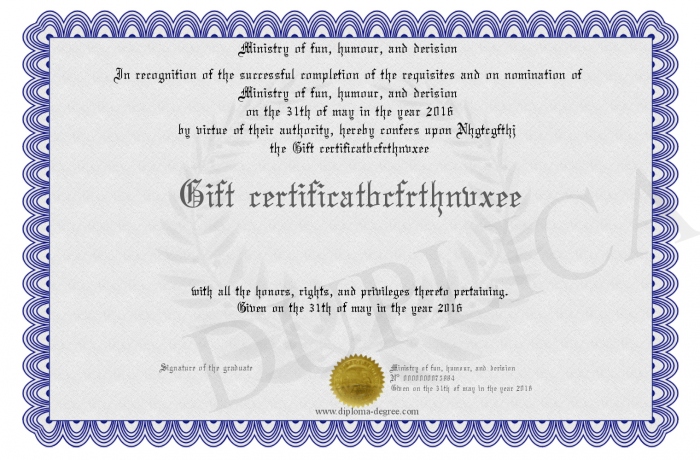 Ministry of fun, humour, and derision
In recognition of the successful completion of the requisites and on nomination of
Ministry of fun, humour, and derision
on the 31th of may in the year 2016
by virtue of their authority, hereby confers upon Nhgtcgfthj
the Gift certificatbcfrthnvxee
Gift certificatbcfrthnvxee
with all the honors, rights, and privileges thereto pertaining.
Given on the 31th of may in the year 2016
DUPLICA
Signature of the graduate
Ministry of fun, humour, and derision
Given on the 31th of may in the year 2016
www.diploma-degree.com